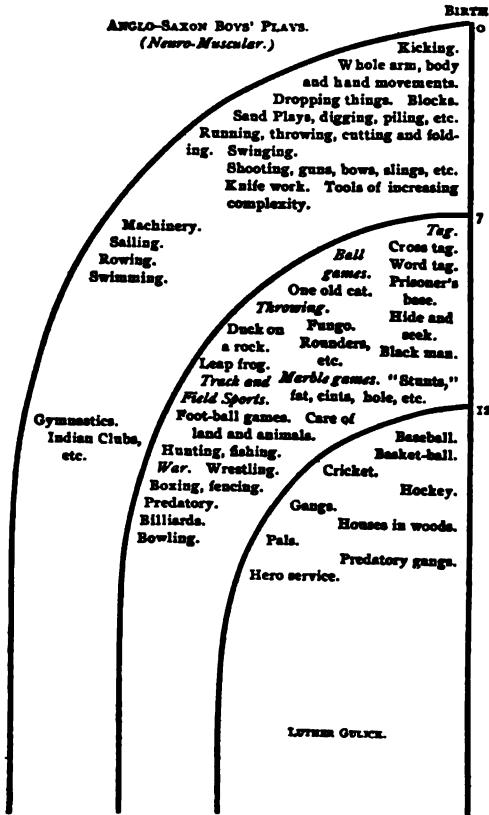 BIRTH
0
ANGLO-SAXON BOYS' PLAYS.
(Neuro-Muscular.)
Kicking.
Whole arm, body
and hand movements.
Dropping things. Blocks.
Sand Plays, digging, piling, etc.
Running, throwing, cutting and fold-
ing. Swinging.
Shooting, guns, bows, slings, etc.
Knife work. Tools of increasing
complexity.
Machinery.
Sailing.
Rowing.
Swimming.
Gymnastics.
Indian Clubs,
etc.
7
Tag.
Cross tag.
Word tag.
Prisoner's
base.
Hide and
seek.
Black man.
Ball
games.
One old cat.
Fungo.
Rounders,
etc.
Throwing.
Duck on
a rock.
Leap frog.
Track and
Field Sports.
Marble games. "Stunts,"
fat, cints, hole, etc.
Foot-ball games. Care of
land and animals.
Hunting, fishing.
War. Wrestling.
Boxing, fencing.
Predatory.
Billiards.
Bowling.
12
Baseball.
Basket-ball.
Cricket.
Hockey.
Gangs.
Houses in woods.
Pals.
Predatory gangs.
Hero service.
LUTHER GULICK.